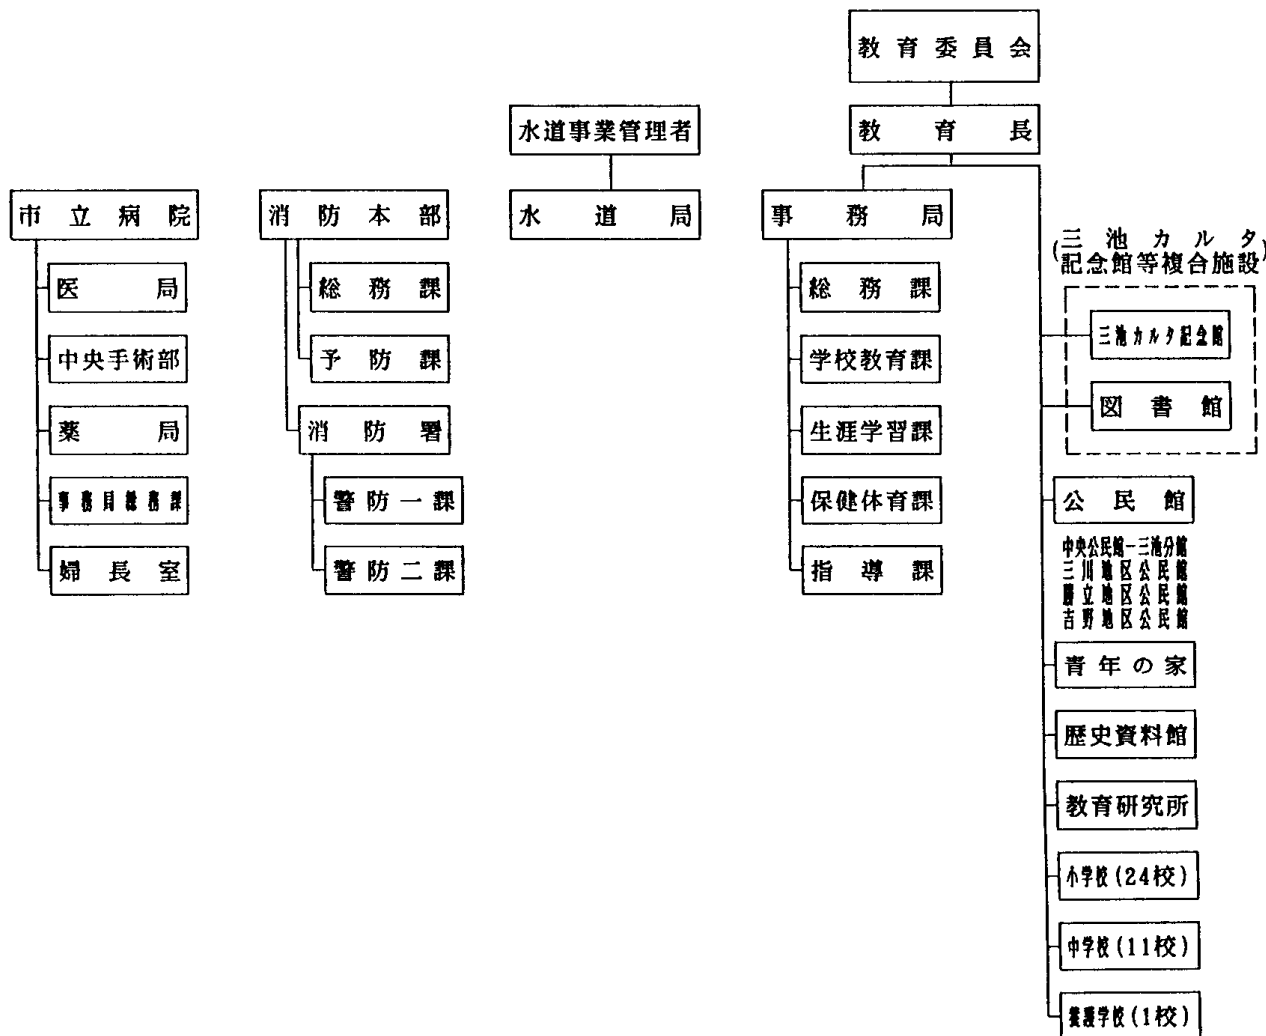 教育委員会
教育長
水道事業管理者
水道局
市立病院
医局
中央手術部
薬局
事務局総務課
婦長室
消防本部
総務課
予防課
消防署
警防一課
警防二課
事務局
総務課
学校教育課
生涯学習課
保健体育課
指導課
(三池カルタ
記念館等複合施設)
三池カルタ記念館
図書館
公民館
中央公民館－三池分館
三川地区公民館
勝立地区公民館
吉野地区公民館
青年の家
歴史資料館
教育研究所
小学校(24校)
中学校(11校)
養護学校(1校)